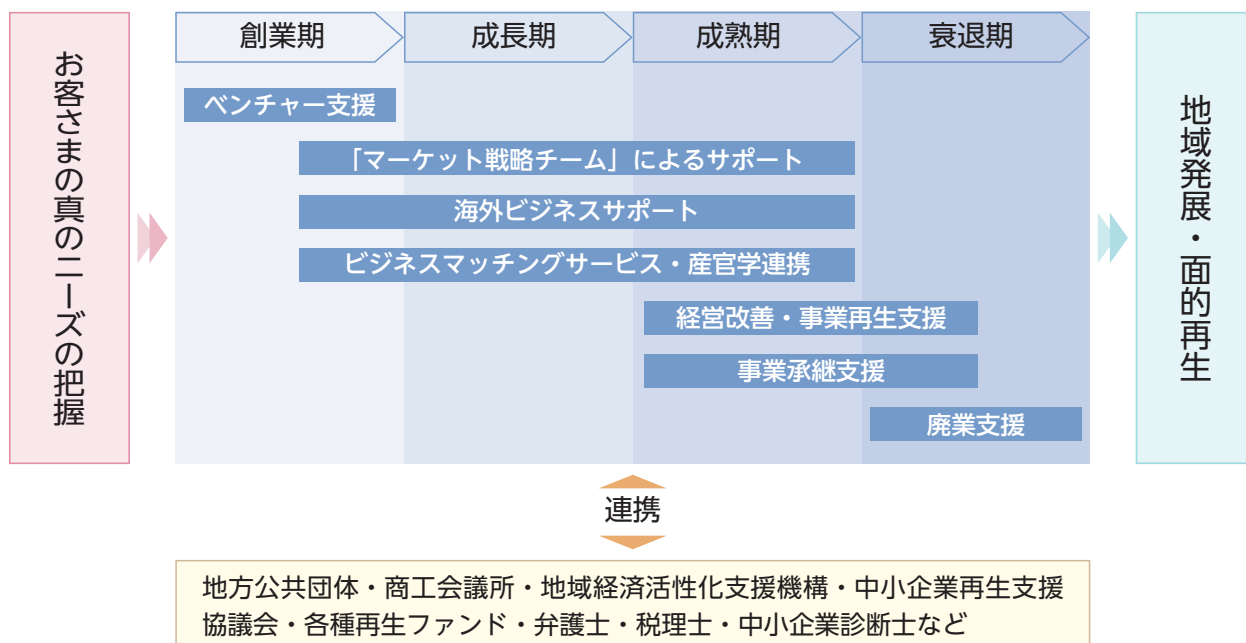 お客さまの真のニーズの把握
創業期
成長期
成熟期
衰退期
ベンチャー支援
「マーケット戦略チーム」によるサポート
海外ビジネスサポート
ビジネスマッチングサービス・産官学連携
経営改善・事業再生支援
事業承継支援
廃業支援
地域発展・面的再生
連携
地方公共団体・商工会議所・地域経済活性化支援機構・中小企業再生支援
協議会・各種再生ファンド・弁護士・税理士・中小企業診断士など